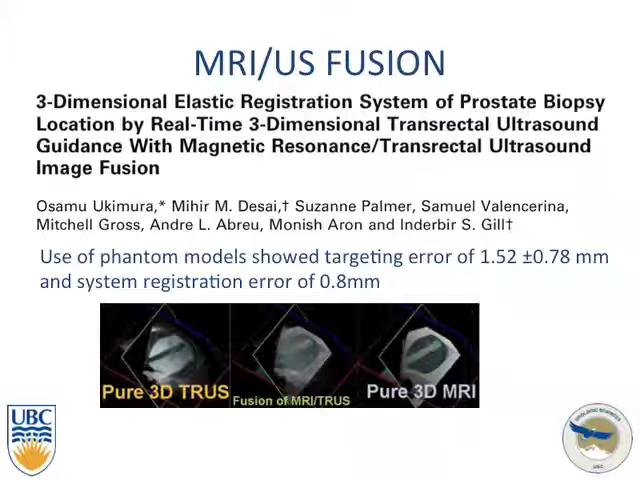 MRI/US FUSION
3-Dimensional Elastic Registration System of Prostate Biopsy
Location by Real-Time 3-Dimensional Transrectal Ultrasound
Guidance With Magnetic Resonance/Transrectal Ultrasound
Image Fusion
Osamu Ukimura,* Mihir M. Desai,† Suzanne Palmer, Samuel Valencerina,
Mitchell Gross, Andre L. Abreu, Monish Aron and Inderbir S. Gill†
Use of phantom models showed targeting error of 1.52 ±0.78 mm
and system registration error of 0.8mm
Pure 3D TRUS
Fusion of MRI/TRUS
Pure 3D MRI
UBC
UROLOGIC SCIENCES
UBC